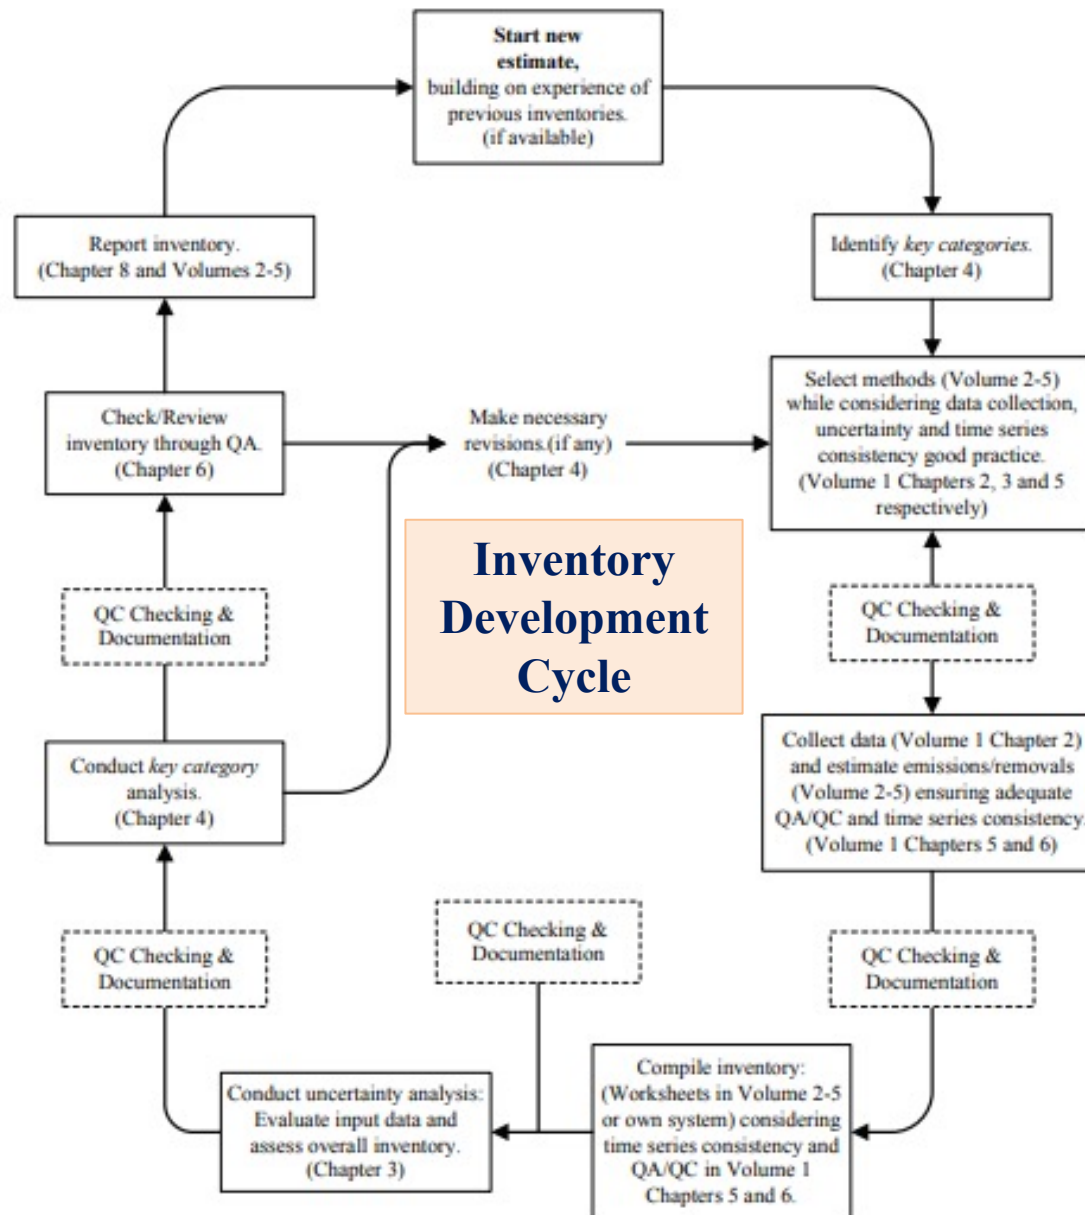 Start new
estimate,
building on experience of
previous inventories.
(if available)
Identify key categories.
(Chapter 4)
Select methods (Volume 2-5)
while considering data collection,
uncertainty and time series
consistency good practice.
(Volume 1 Chapters 2, 3 and 5
respectively)
QC Checking &
Documentation
Collect data (Volume 1 Chapter 2)
and estimate emissions/removals
(Volume 2-5) ensuring adequate
QA/QC and time series consistency.
(Volume 1 Chapters 5 and 6)
QC Checking &
Documentation
Compile inventory:
(Worksheets in Volume 2-5
or own system) considering
time series consistency and
QA/QC in Volume 1
Chapters 5 and 6.
QC Checking &
Documentation
Conduct uncertainty analysis:
Evaluate input data and
assess overall inventory.
(Chapter 3)
QC Checking &
Documentation
Conduct key category
analysis.
(Chapter 4)
QC Checking &
Documentation
Check/Review
inventory through QA.
(Chapter 6)
Report inventory.
(Chapter 8 and Volumes 2-5)
Make necessary
revisions.(if any)
(Chapter 4)
Inventory
Development
Cycle